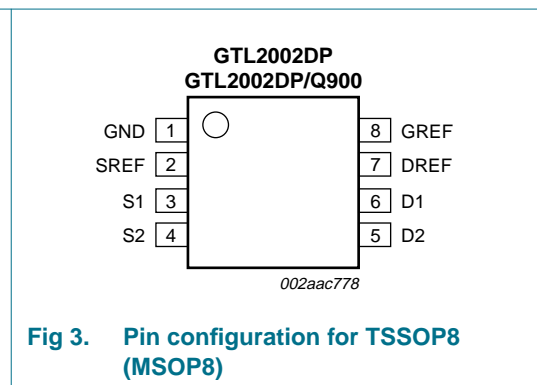 GTL2002DP
GTL2002DP/Q900
GND 1 8 GREF
SREF 2 7 DREF
S1 3 6 D1
S2 4 5 D2
002aac778
Fig 3. Pin configuration for TSSOP8
(MSOP8)